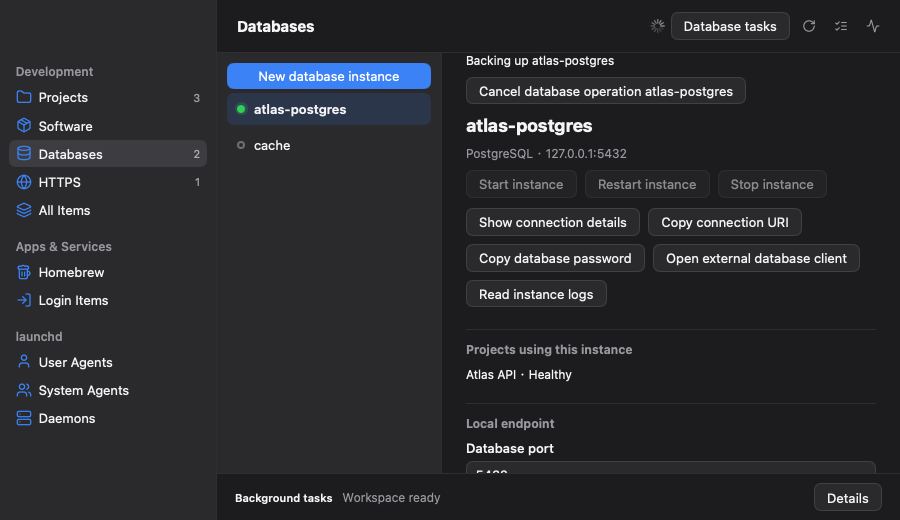 Databases
Database tasks
Development
Projects 3
Software
Databases 2
HTTPS 1
All Items
Apps & Services
Homebrew
Login Items
launchd
User Agents
System Agents
Daemons
New database instance
atlas-postgres
cache
Backing up atlas-postgres
Cancel database operation atlas-postgres
atlas-postgres
PostgreSQL · 127.0.0.1:5432
Start instance Restart instance Stop instance
Show connection details Copy connection URI
Copy database password Open external database client
Read instance logs
Projects using this instance
Atlas API · Healthy
Local endpoint
Database port
Background tasks Workspace ready
Details